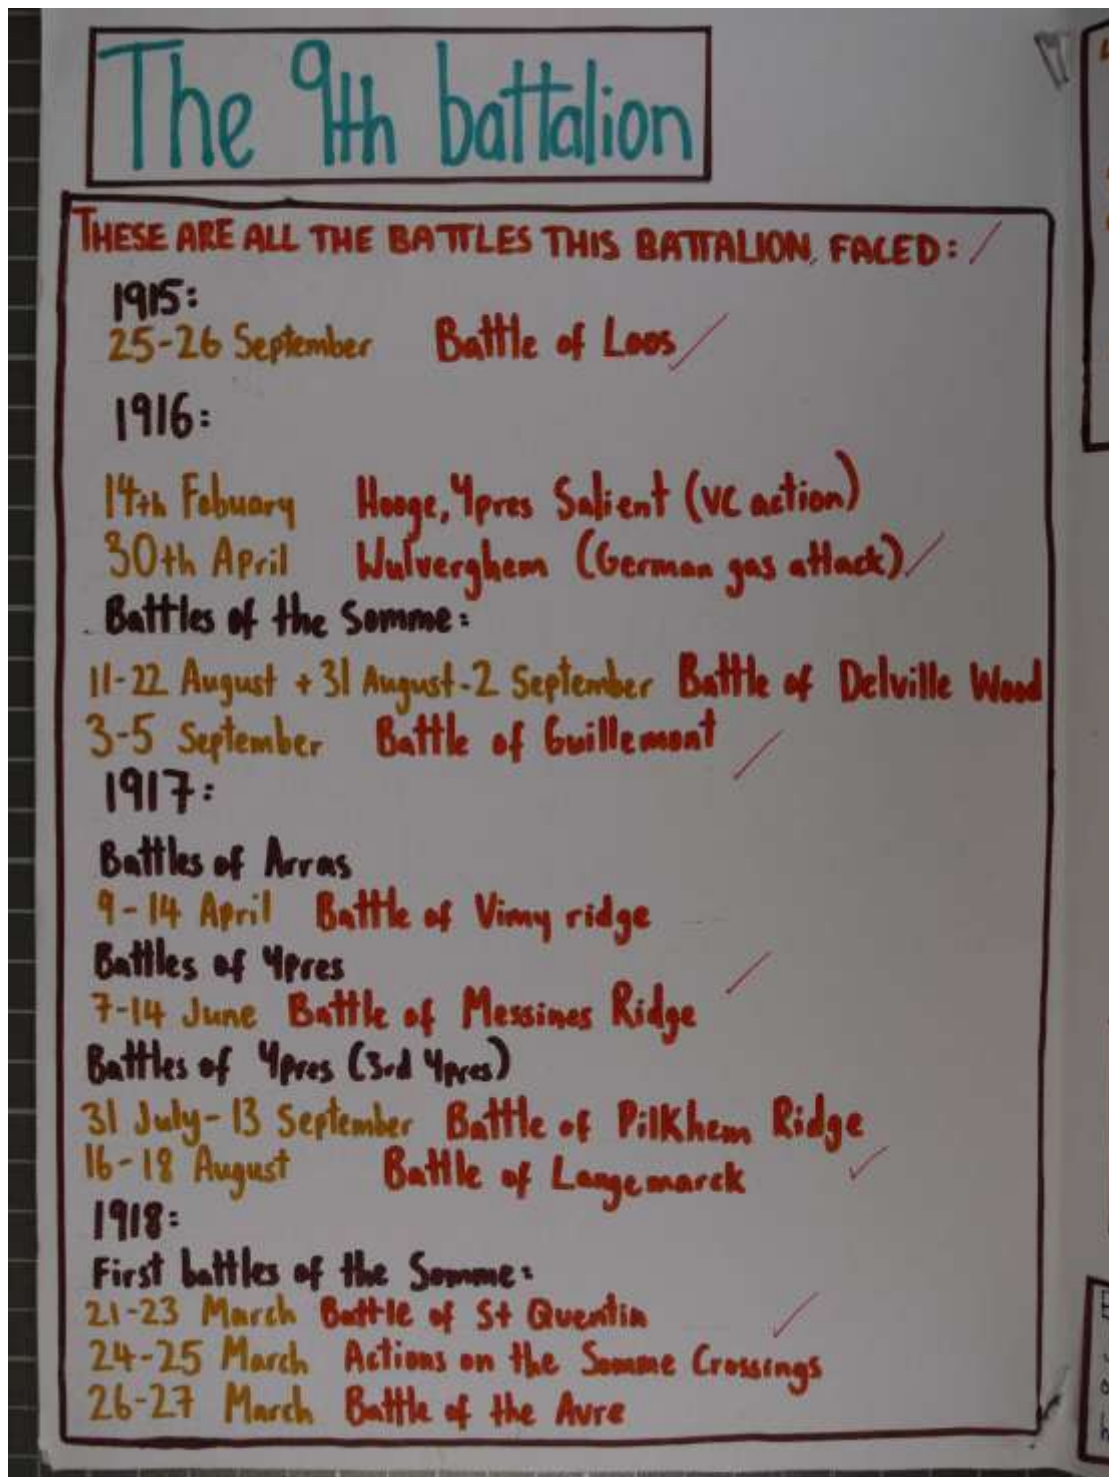 The 9th battalion
THESE ARE ALL THE BATTLES THIS BATTALION FACED:
1915:
25-26 September Battle of Loos
1916:
14th Febuary Hooge, Ypres Salient (VC action)
30th April Wulverghem (German gas attack)
Battles of the Somme:
11-22 August + 31 August-2 September Battle of Delville Wood
3-5 September Battle of Guillemont
1917:
Battles of Arras
9-14 April Battle of Vimy ridge
Battles of Ypres
7-14 June Battle of Messines Ridge
Battles of Ypres (3rd Ypres)
31 July-13 September Battle of Pilkhem Ridge
16-18 August Battle of Langemarck
1918:
First battles of the Somme:
21-23 March Battle of St Quentin
24-25 March Actions on the Somme Crossings
26-27 March Battle of the Avre